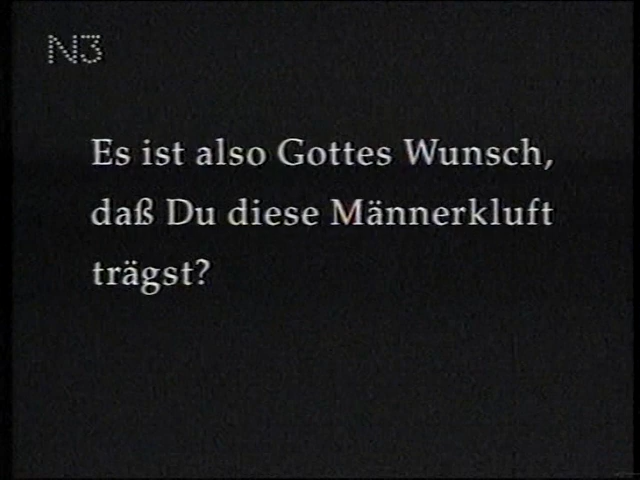 N3
Es ist also Gottes Wunsch,
daß Du diese Männerkluft
trägst?